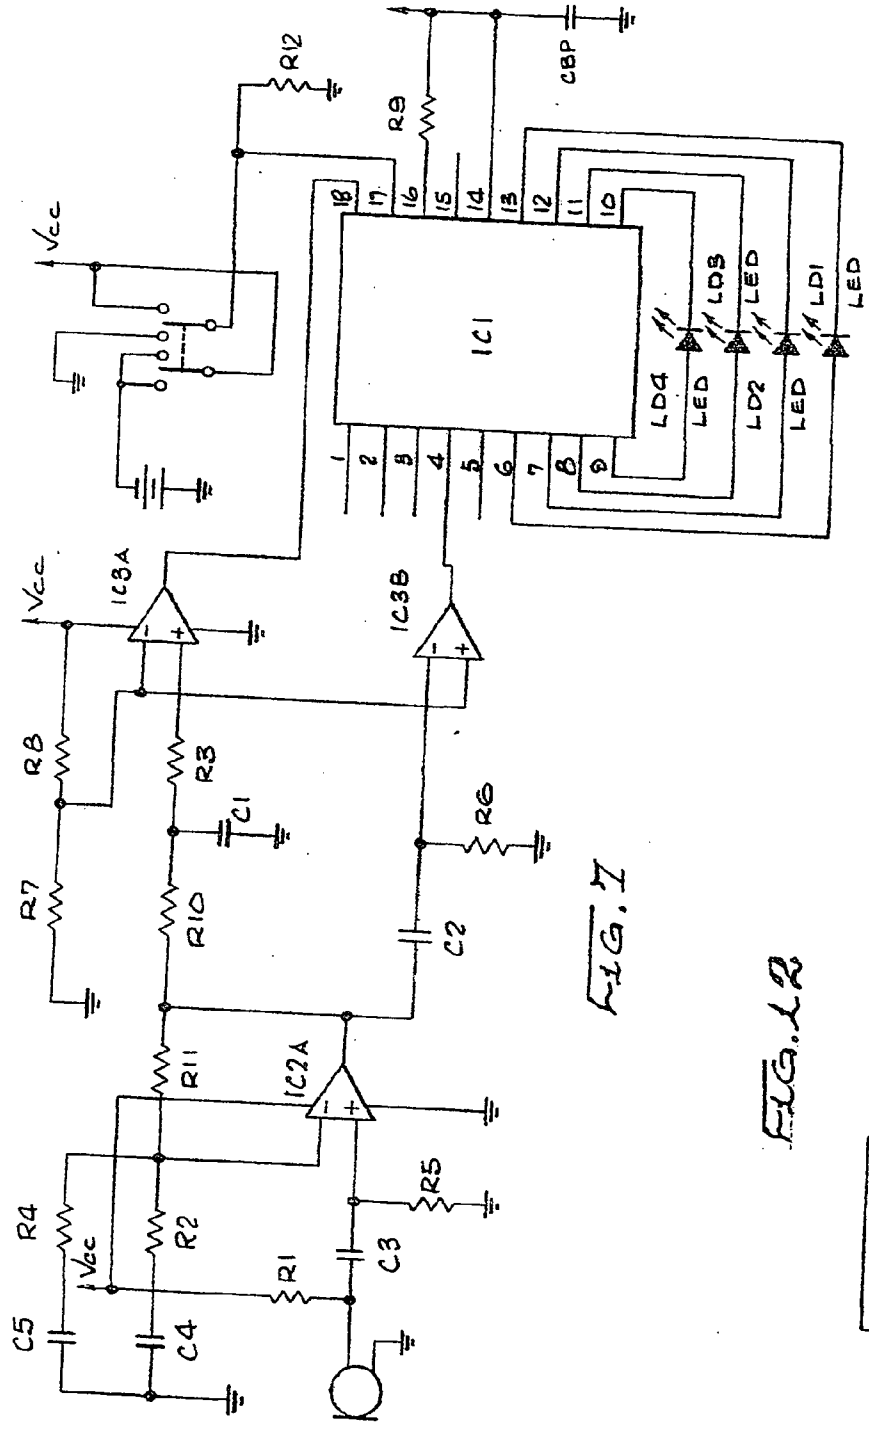 C5
R4
Vcc
C4
R2
R1
C3
R5
R11
IC2A
R7
R8
Vcc
R10
C1
R3
IC3A
C2
R6
IC3B
Vcc
R12
R9
CBP
IC1
1
2
3
4
5
6
7
8
9
18
17
16
15
14
13
12
11
10
LD4
LED
LD3
LED
LD2
LED
LD1
LED
FIG. 7
FIG. 12